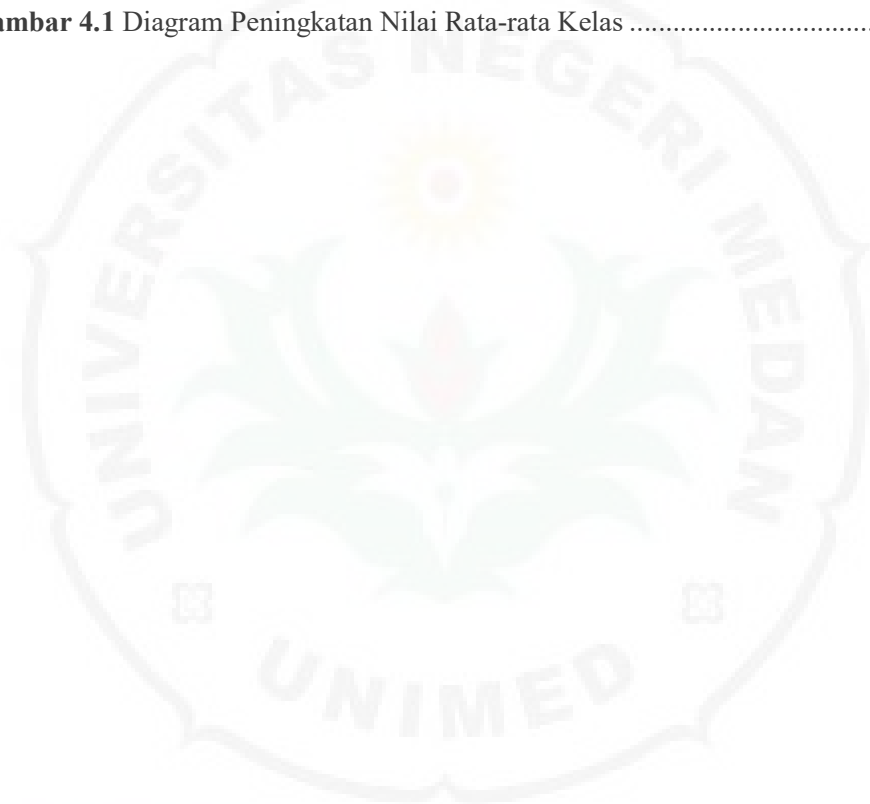 ambar 4.1 Diagram Peningkatan Nilai Rata-rata Kelas ..................................
UNIVERSITAS NEGERI MEDAN
UNIMED